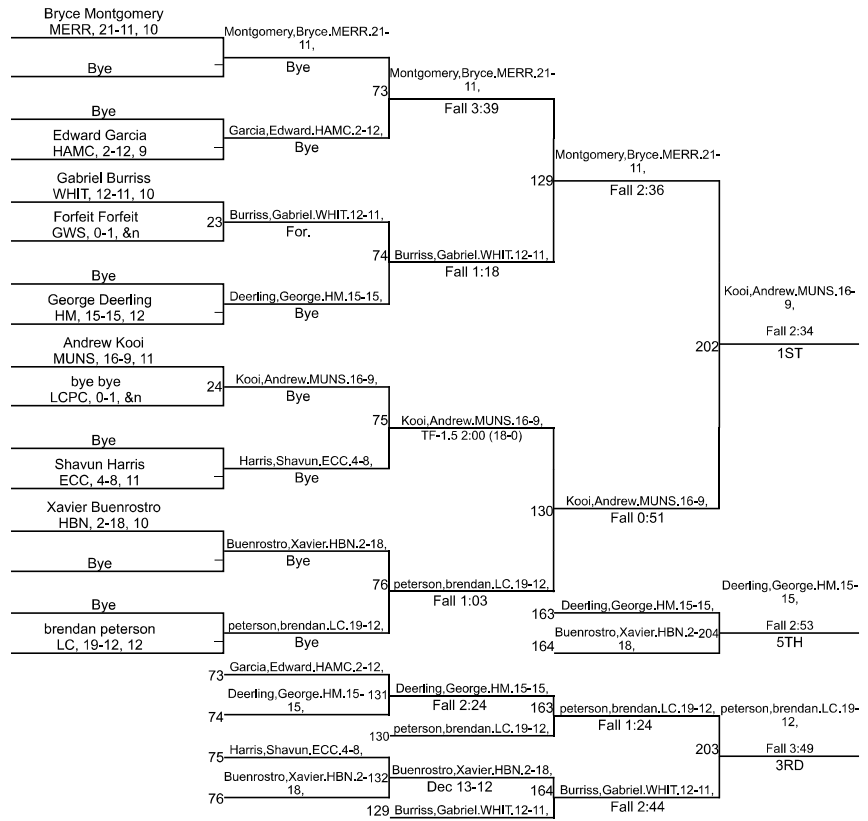 Bryce Montgomery
MERR, 21-11, 10
Bye
Bye
Edward Garcia
HAMC, 2-12, 9
Gabriel Burriss
WHIT, 12-11, 10
Forfeit Forfeit
GWS, 0-1, &n
Bye
George Deerling
HM, 15-15, 12
Andrew Kooi
MUNS, 16-9, 11
bye bye
LCPC, 0-1, &n
Bye
Shavun Harris
ECC, 4-8, 11
Xavier Buenrostro
HBN, 2-18, 10
Bye
Bye
brendan peterson
LC, 19-12, 12
Montgomery,Bryce.MERR.21-
11,
Bye
Garcia,Edward.HAMC.2-12,
Bye
23
Burriss,Gabriel.WHIT.12-11,
For.
Deerling,George.HM.15-15,
Bye
24
Kooi,Andrew.MUNS.16-9,
Bye
Harris,Shavun.ECC.4-8,
Bye
Buenrostro,Xavier.HBN.2-18,
Bye
peterson,brendan.LC.19-12,
Bye
73
Montgomery,Bryce.MERR.21-
11,
Fall 3:39
74
Burriss,Gabriel.WHIT.12-11,
Fall 1:18
75
Kooi,Andrew.MUNS.16-9,
TF-1.5 2:00 (18-0)
76
peterson,brendan.LC.19-12,
Fall 1:03
129
Montgomery,Bryce.MERR.21-
11,
Fall 2:36
130
Kooi,Andrew.MUNS.16-9,
Fall 0:51
202
Kooi,Andrew.MUNS.16-
9,
Fall 2:34
1ST
163
Deerling,George.HM.15-15,
164
Buenrostro,Xavier.HBN.2-
18,
204
Deerling,George.HM.15-
15,
Fall 2:53
5TH
73
Garcia,Edward.HAMC.2-12,
74
Deerling,George.HM.15-
15,
131
Deerling,George.HM.15-15,
Fall 2:24
130
peterson,brendan.LC.19-12,
163
peterson,brendan.LC.19-12,
Fall 1:24
75
Harris,Shavun.ECC.4-8,
76
Buenrostro,Xavier.HBN.2-
18,
132
Buenrostro,Xavier.HBN.2-18,
Dec 13-12
129
Burriss,Gabriel.WHIT.12-11,
164
Burriss,Gabriel.WHIT.12-11,
Fall 2:44
203
peterson,brendan.LC.19-
12,
Fall 3:49
3RD